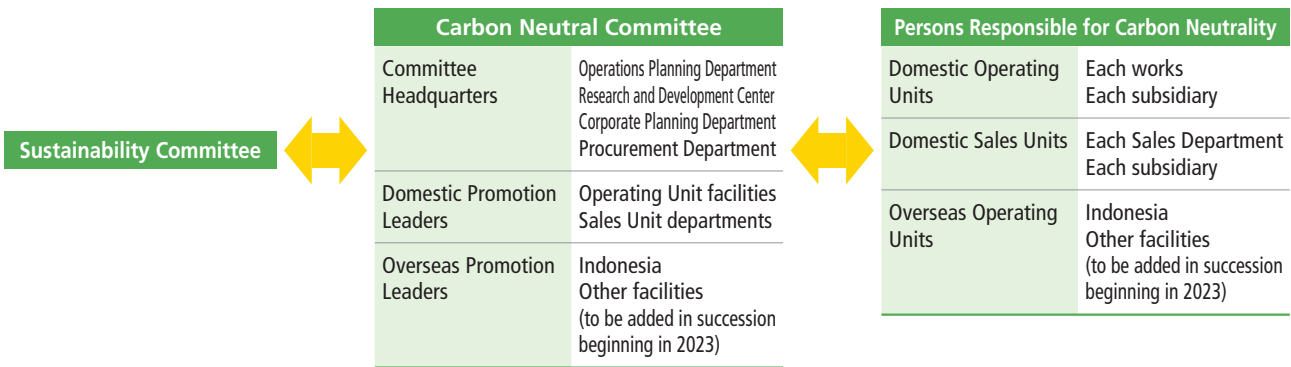 Sustainability Committee
Carbon Neutral Committee
Committee
Headquarters
Operations Planning Department
Research and Development Center
Corporate Planning Department
Procurement Department
Domestic Promotion
Leaders
Operating Unit facilities
Sales Unit departments
Overseas Promotion
Leaders
Indonesia
Other facilities
(to be added in succession
beginning in 2023)
Persons Responsible for Carbon Neutrality
Domestic Operating
Units
Each works
Each subsidiary
Domestic Sales Units
Each Sales Department
Each subsidiary
Overseas Operating
Units
Indonesia
Other facilities
(to be added in succession
beginning in 2023)